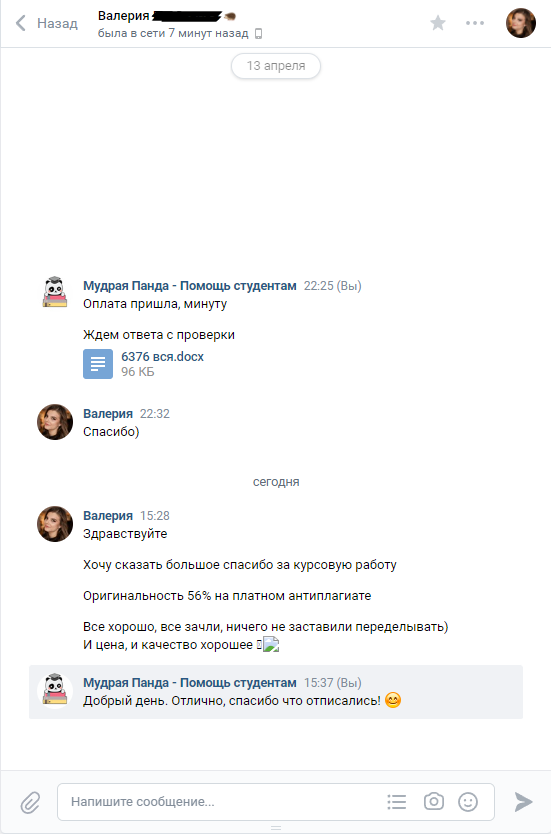 Назад
Валерия
была в сети 7 минут назад
13 апреля
Мудрая Панда - Помощь студентам 22:25 (Вы)
Оплата пришла, минуту
Ждем ответа с проверки
6376 вся.docx
96 КБ
Валерия 22:32
Спасибо)
сегодня
Валерия 15:28
Здравствуйте
Хочу сказать большое спасибо за курсовую работу
Оригинальность 56% на платном антиплагиате
Все хорошо, все зачли, ничего не заставили переделывать)
И цена, и качество хорошее
Мудрая Панда - Помощь студентам 15:37 (Вы)
Добрый день. Отлично, спасибо что отписались! 😊
Напишите сообщение...